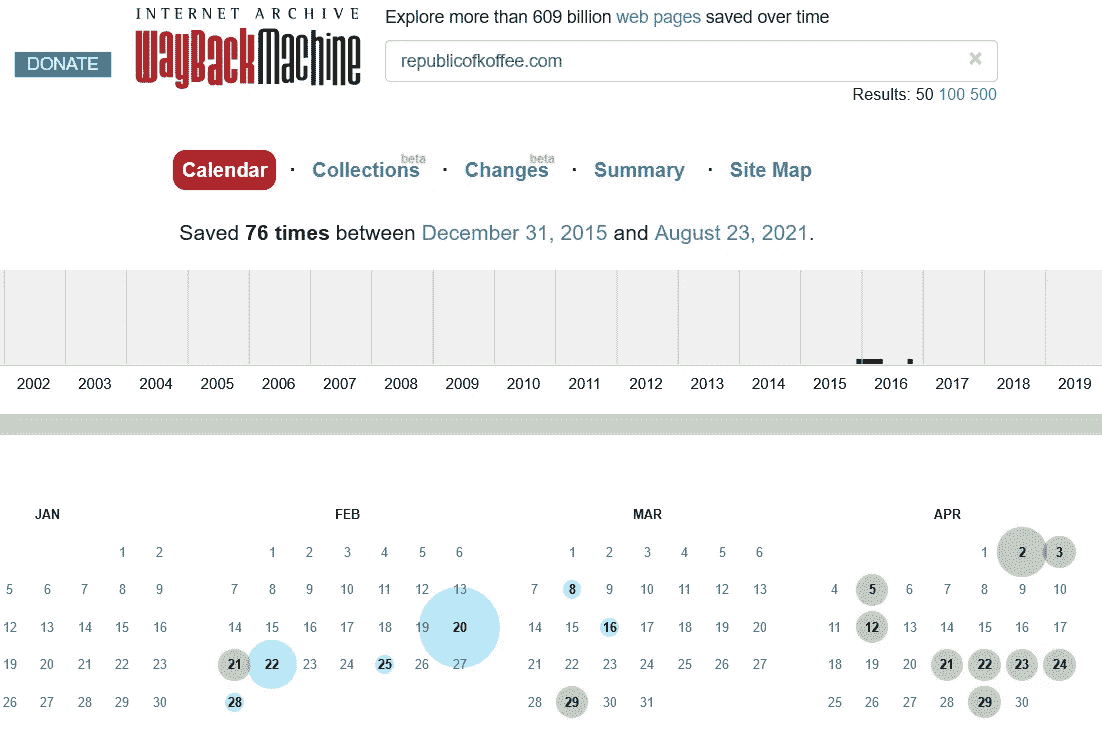 INTERNET ARCHIVE
WayBackMachine
DONATE
Explore more than 609 billion web pages saved over time
republicofkoffee.com ×
Results: 50 100 500
Calendar · Collections beta · Changes beta · Summary · Site Map
Saved 76 times between December 31, 2015 and August 23, 2021.
2002 2003 2004 2005 2006 2007 2008 2009 2010 2011 2012 2013 2014 2015 2016 2017 2018 2019
JAN FEB MAR APR
1 2 1 2 3 4 5 6 1 2 3 4 5 6 1 2 3
5 6 7 8 9 7 8 9 10 11 12 13 7 8 9 10 11 12 13 4 5 6 7 8 9 10
12 13 14 15 16 14 15 16 17 18 19 20 14 15 16 17 18 19 20 11 12 13 14 15 16 17
19 20 21 22 23 21 22 23 24 25 26 27 21 22 23 24 25 26 27 18 19 20 21 22 23 24
26 27 28 29 30 28 28 29 30 31 25 26 27 28 29 30